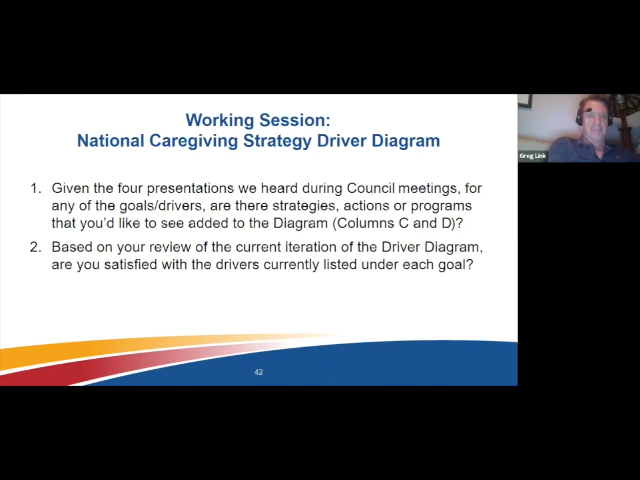 Working Session:
National Caregiving Strategy Driver Diagram
1. Given the four presentations we heard during Council meetings, for
any of the goals/drivers, are there strategies, actions or programs
that you'd like to see added to the Diagram (Columns C and D)?
2. Based on your review of the current iteration of the Driver Diagram,
are you satisfied with the drivers currently listed under each goal?
42
Greg Link